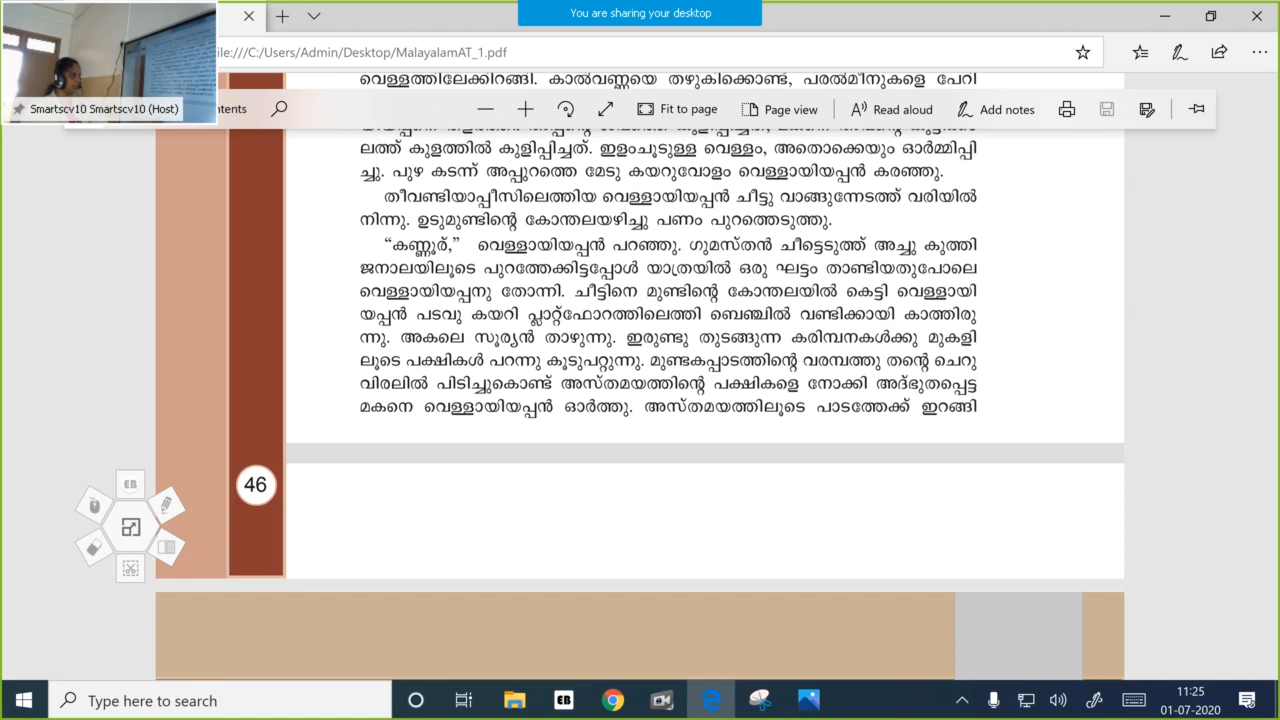 You are sharing your desktop
ile:///C:/Users/Admin/Desktop/MalayalamAT_1.pdf
Smartscv10 Smartscv10 (Host)
ntents
Fit to page
Page view
Read aloud
Add notes
വെള്ളത്തിലേക്കിറങ്ങി. കാൽവണ്ണയെ തഴുകിക്കൊണ്ട്, പരൽമീനുകളെ പേറി
ലത്ത് കുളത്തിൽ കുളിപ്പിച്ചത്. ഇളംചൂടുള്ള വെള്ളം, അതൊക്കെയും ഓർമ്മിപ്പി
ച്ചു. പുഴ കടന്ന് അപ്പുറത്തെ മേടു കയറുവോളം വെള്ളായിയപ്പൻ കരഞ്ഞു.
തീവണ്ടിയാപ്പീസിലെത്തിയ വെള്ളായിയപ്പൻ ചീട്ടു വാങ്ങുന്നേടത്ത് വരിയിൽ
നിന്നു. ഉടുമുണ്ടിന്റെ കോന്തലയഴിച്ചു പണം പുറത്തെടുത്തു.
“കണ്ണൂര്,” വെള്ളായിയപ്പൻ പറഞ്ഞു. ഗുമസ്തൻ ചീട്ടെടുത്ത് അച്ചു കുത്തി
ജനാലയിലൂടെ പുറത്തേക്കിട്ടപ്പോൾ യാത്രയിൽ ഒരു ഘട്ടം താണ്ടിയതുപോലെ
വെള്ളായിയപ്പനു തോന്നി. ചീട്ടിനെ മുണ്ടിന്റെ കോന്തലയിൽ കെട്ടി വെള്ളായി
യപ്പൻ പടവു കയറി പ്ലാറ്റ്ഫോറത്തിലെത്തി ബെഞ്ചിൽ വണ്ടിക്കായി കാത്തിരു
ന്നു. അകലെ സൂര്യൻ താഴുന്നു. ഇരുണ്ടു തുടങ്ങുന്ന കരിമ്പനകൾക്കു മുകളി
ലൂടെ പക്ഷികൾ പറന്നു കൂടുപറ്റുന്നു. മുണ്ടകപ്പാടത്തിന്റെ വരമ്പത്തു തന്റെ ചെറു
വിരലിൽ പിടിച്ചുകൊണ്ട് അസ്തമയത്തിന്റെ പക്ഷികളെ നോക്കി അദ്ഭുതപ്പെട്ട
മകനെ വെള്ളായിയപ്പൻ ഓർത്തു. അസ്തമയത്തിലൂടെ പാടത്തേക്ക് ഇറങ്ങി
46
EB
Type here to search
EB
11:25
01-07-2020